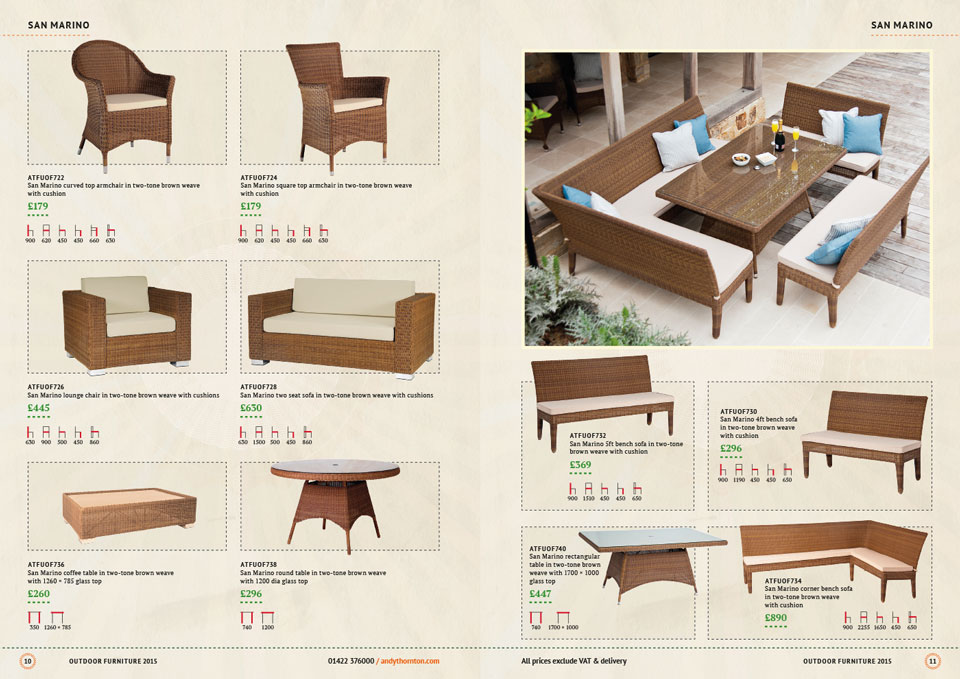 SAN MARINO
SAN MARINO
ATFUOF722
San Marino curved top armchair in two-tone brown weave
with cushion
£179
900 620 450 450 660 630
ATFUOF724
San Marino square top armchair in two-tone brown weave
with cushion
£179
900 620 450 450 660 630
ATFUOF726
San Marino lounge chair in two-tone brown weave with cushions
£445
630 900 500 450 860
ATFUOF728
San Marino two seat sofa in two-tone brown weave with cushions
£630
630 1500 500 450 860
ATFUOF736
San Marino coffee table in two-tone brown weave
with 1260 × 785 glass top
£260
350 1260 × 785
ATFUOF738
San Marino round table in two-tone brown weave
with 1200 dia glass top
£296
740 1200
ATFUOF732
San Marino 5ft bench sofa in two-tone
brown weave with cushion
£369
900 1510 450 450 650
ATFUOF730
San Marino 4ft bench sofa
in two-tone brown weave
with cushion
£296
900 1190 450 450 650
ATFUOF740
San Marino rectangular
table in two-tone brown
weave with 1700 × 1000
glass top
£447
740 1700 × 1000
ATFUOF734
San Marino corner bench sofa
in two-tone brown weave
with cushion
£890
900 2255 1650 450 650
10 OUTDOOR FURNITURE 2015 01422 376000 / andythornton.com
All prices exclude VAT & delivery OUTDOOR FURNITURE 2015 11